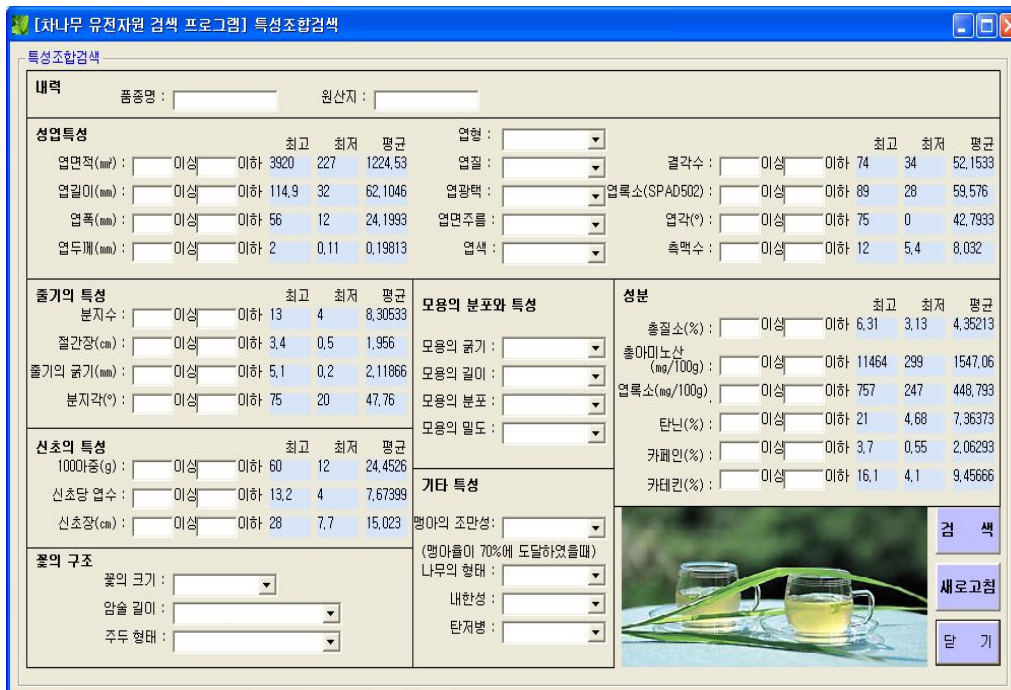 [차나무 유전자원 검색 프로그램] 특성조합검색
특성조합검색
내력
품종명 : 원산지 :
성엽특성
최고 최저 평균
엽면적(㎟) : 이상 이하 3920 227 1224,53
엽길이(㎜) : 이상 이하 114,9 32 62,1046
엽폭(㎜) : 이상 이하 56 12 24,1993
엽두께(㎜) : 이상 이하 2 0,11 0,19813
엽형 :
엽질 :
엽광택 :
엽면주름 :
엽색 :
최고 최저 평균
결각수 : 이상 이하 74 34 52,1533
엽록소(SPAD502) : 이상 이하 89 28 59,576
엽각(°) : 이상 이하 75 0 42,7933
측맥수 : 이상 이하 12 5,4 8,032
줄기의 특성
최고 최저 평균
분지수 : 이상 이하 13 4 8,30533
절간장(㎝) : 이상 이하 3,4 0,5 1,956
줄기의 굵기(㎜) : 이상 이하 5,1 0,2 2,11866
분지각(°) : 이상 이하 75 20 47,76
신초의 특성
최고 최저 평균
100아중(g) : 이상 이하 60 12 24,4526
신초당 엽수 : 이상 이하 13,2 4 7,67399
신초장(㎝) : 이상 이하 28 7,7 15,023
꽃의 구조
꽃의 크기 :
암술 길이 :
주두 형태 :
모용의 분포와 특성
모용의 굵기 :
모용의 길이 :
모용의 분포 :
모용의 밀도 :
기타 특성
맹아의 조만성:
(맹아율이 70%에 도달하였을때)
나무의 형태 :
내한성 :
탄저병 :
성분
최고 최저 평균
총질소(%) : 이상 이하 6,31 3,13 4,35213
총아미노산
(mg/100g) : 이상 이하 11464 299 1547,06
엽록소(mg/100g) 이상 이하 757 247 448,793
탄닌(%) : 이상 이하 21 4,68 7,36373
카페인(%) : 이상 이하 3,7 0,55 2,06293
카테킨(%) : 이상 이하 16,1 4,1 9,45666
검 색
새로고침
닫 기